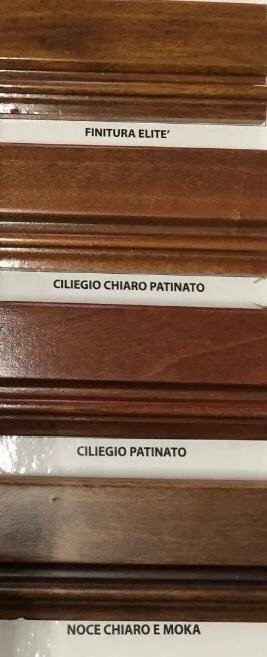 FINITURA ELITE'
CILIEGIO CHIARO PATINATO
CILIEGIO PATINATO
NOCE CHIARO E MOKA